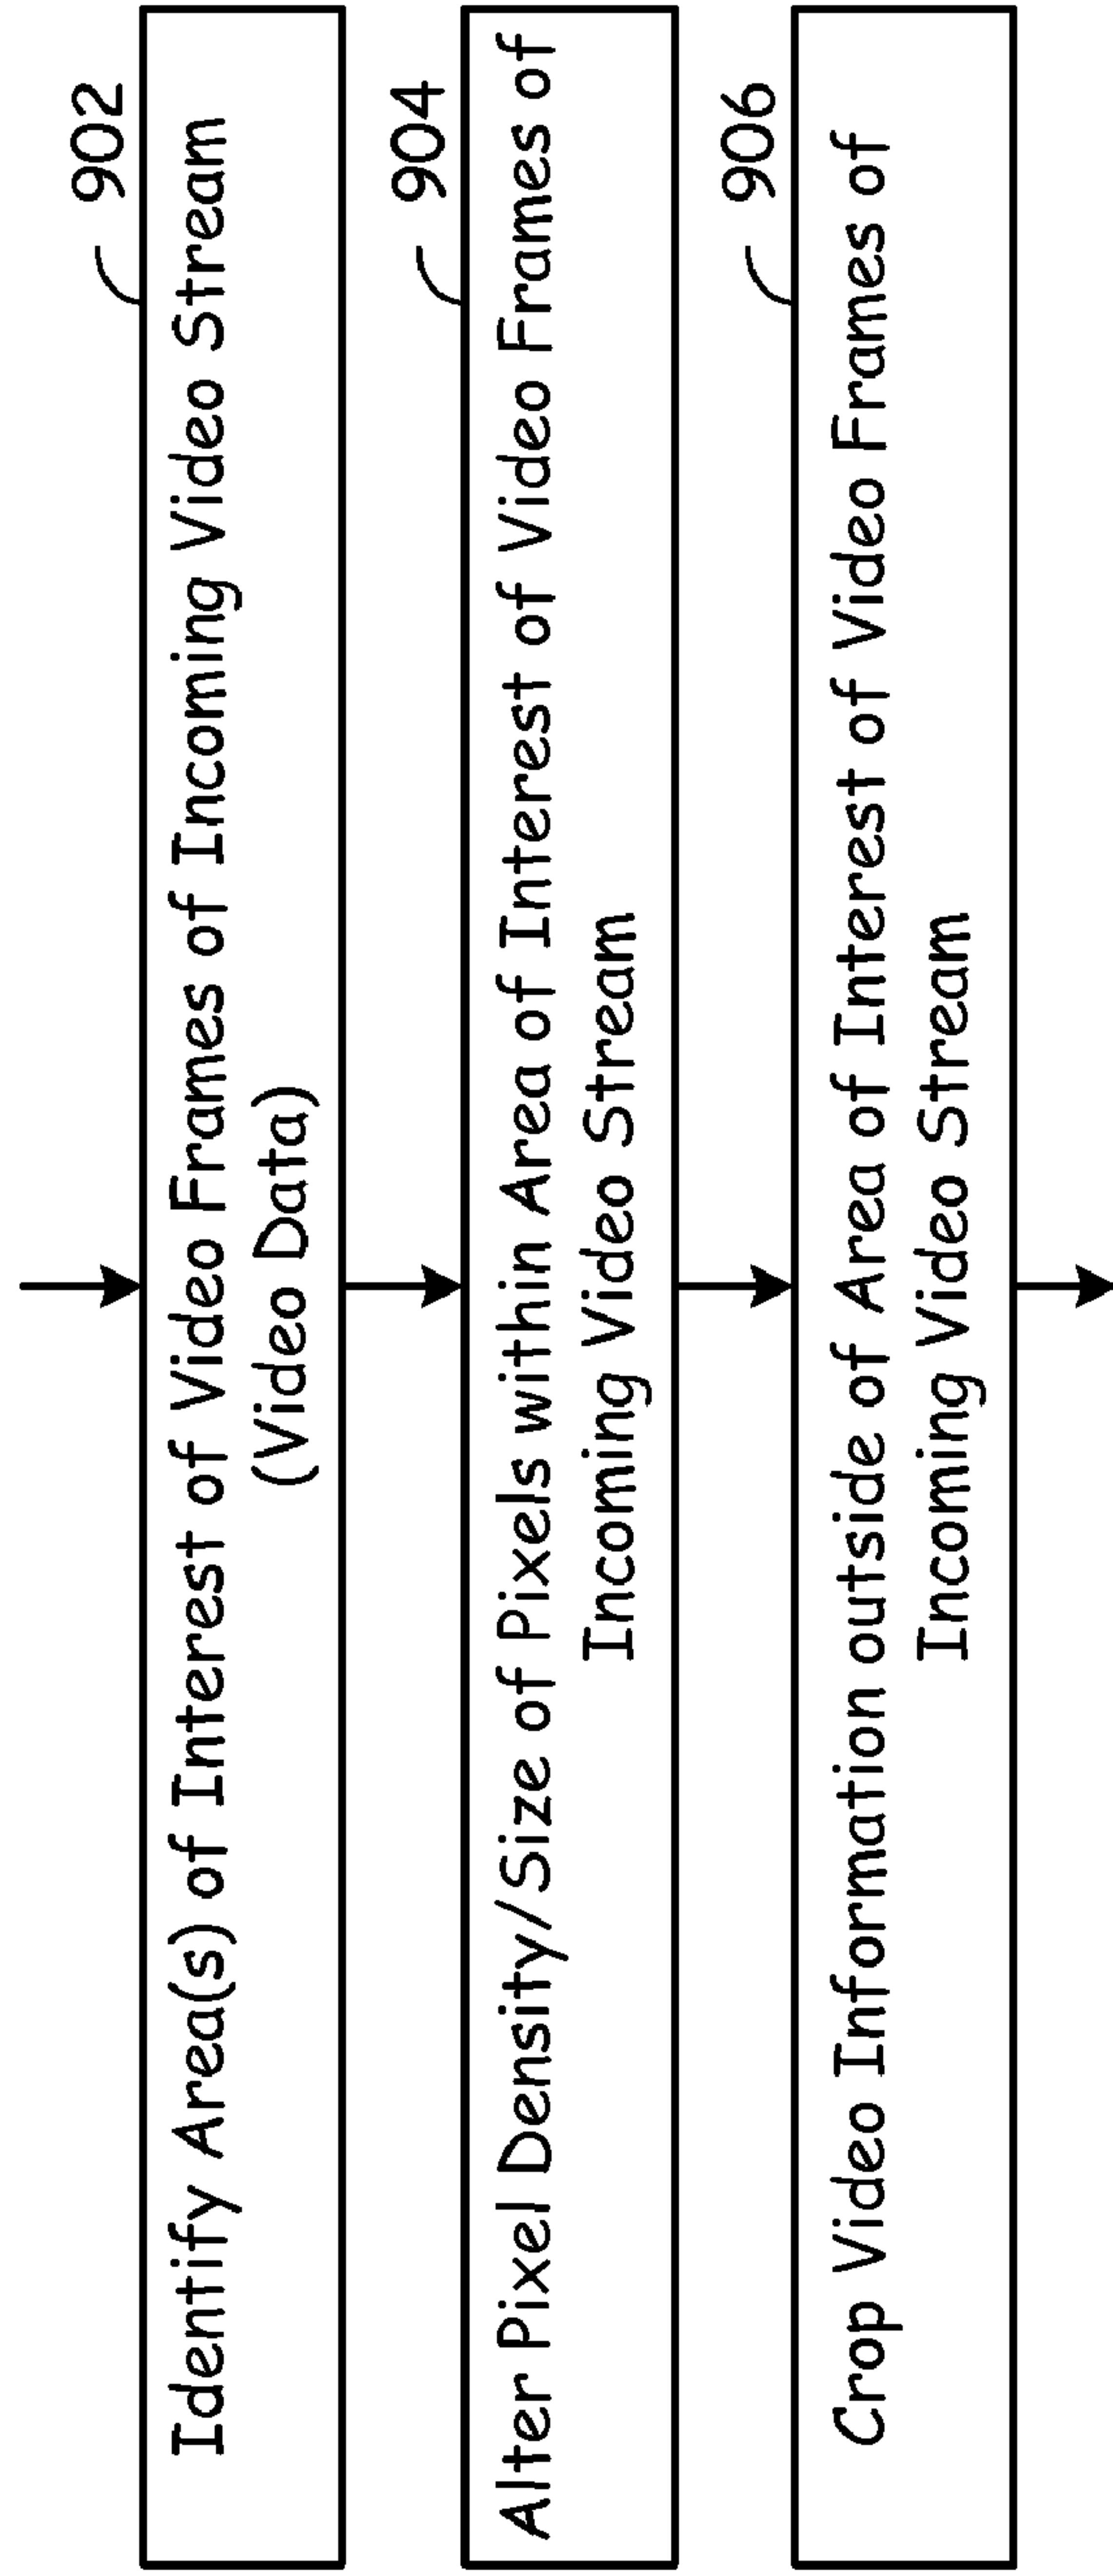 902
Identify Area(s) of Interest of Video Frames of Incoming Video Stream
(Video Data)
904
Alter Pixel Density/Size of Pixels within Area of Interest of Video Frames of
Incoming Video Stream
906
Crop Video Information outside of Area of Interest of Video Frames of
Incoming Video Stream